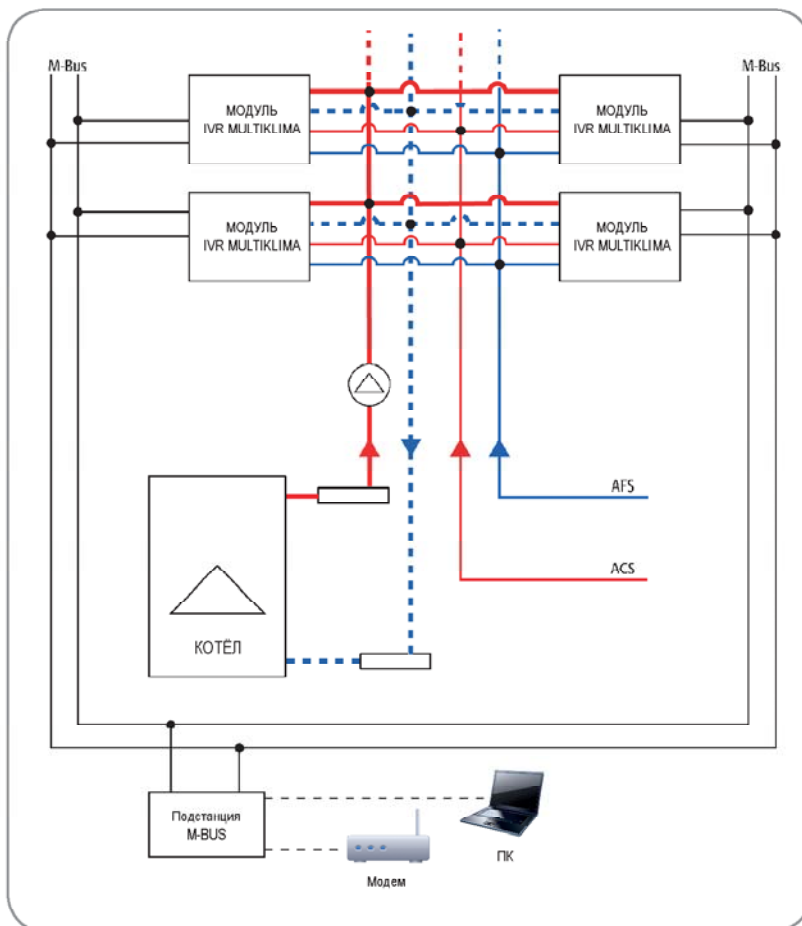 M-Bus
M-Bus
МОДУЛЬ
IVR MULTIKLIMA
МОДУЛЬ
IVR MULTIKLIMA
МОДУЛЬ
IVR MULTIKLIMA
МОДУЛЬ
IVR MULTIKLIMA
AFS
ACS
КОТЁЛ
Подстанция
M-BUS
ПК
Модем